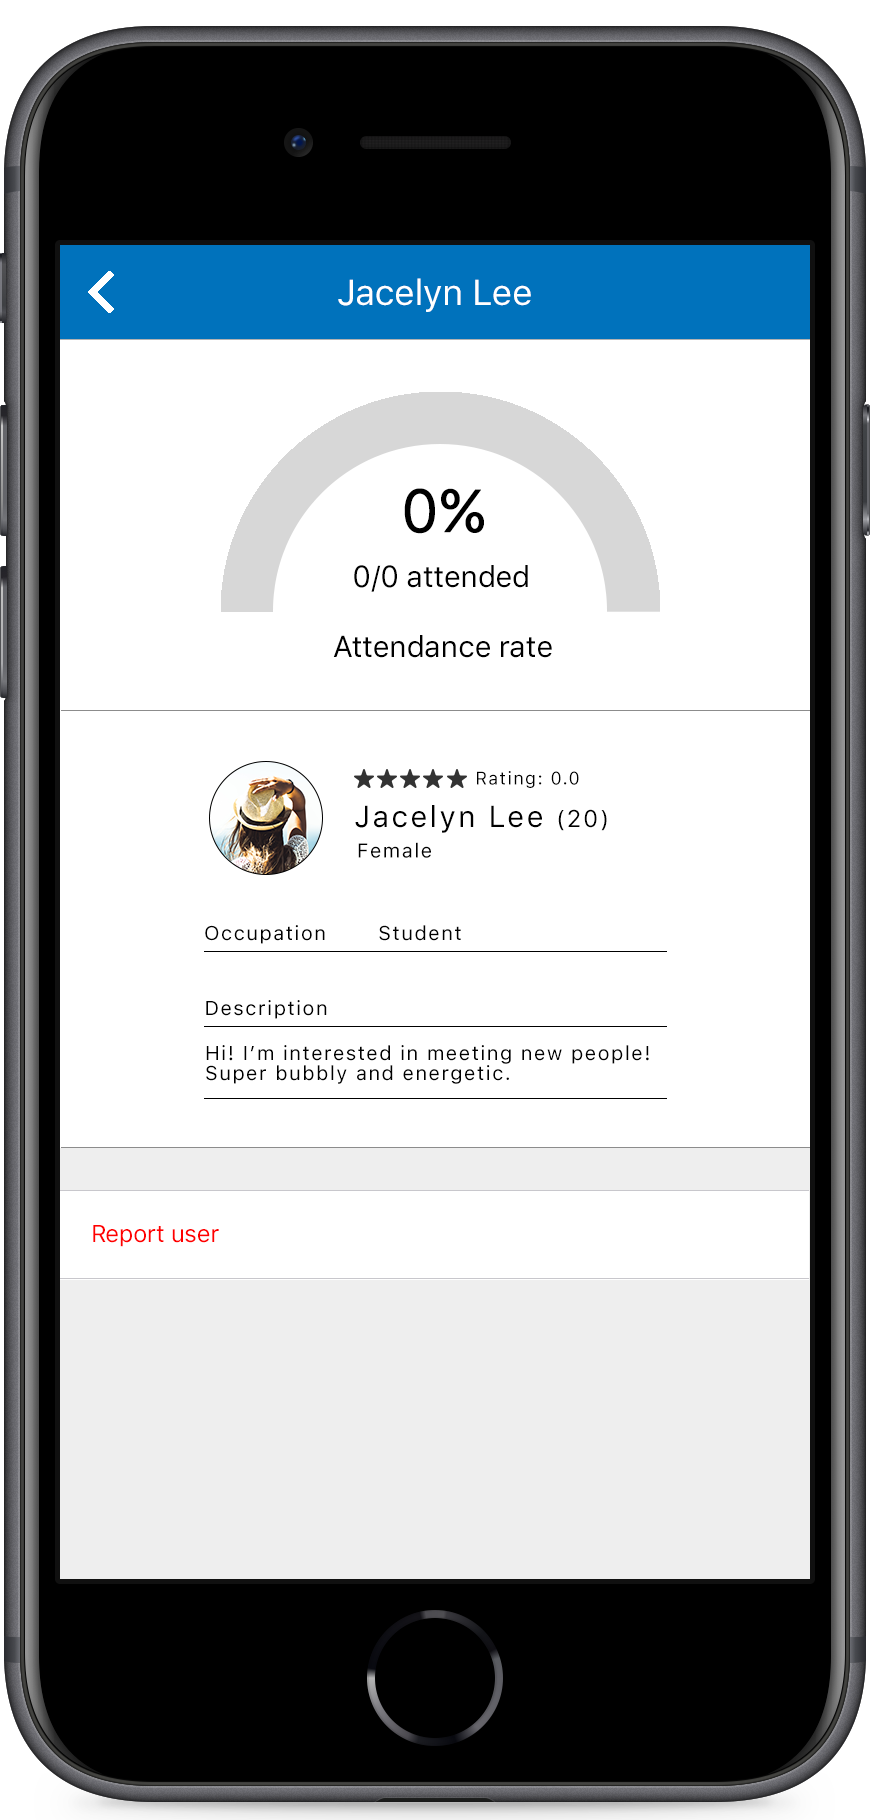 Jacelyn Lee
0%
0/0 attended
Attendance rate
Rating: 0.0
Jacelyn Lee (20)
Female
Occupation Student
Description
Hi! I’m interested in meeting new people!
Super bubbly and energetic.
Report user